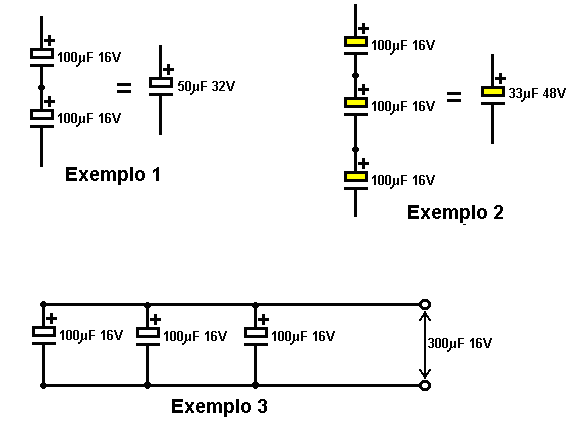 +
100µF 16V
+
100µF 16V
=
+
50µF 32V
Exemplo 1
+
100µF 16V
+
100µF 16V
+
100µF 16V
=
+
33µF 48V
Exemplo 2
+
100µF 16V
+
100µF 16V
+
100µF 16V
300µF 16V
Exemplo 3